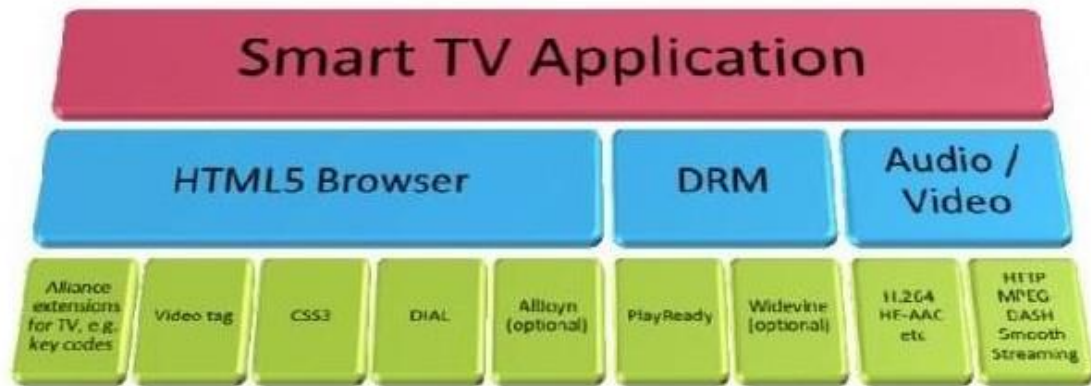 Smart TV Application
HTML5 Browser
DRM
Audio /
Video
Alliance
extensions
for TV, e.g.
key codes
Video tag
CSS3
DIAL
AllJoyn
(optional)
PlayReady
Widevine
(optional)
H.264
HE-AAC
etc
HTTP
MPEG
DASH
Smooth
Streaming